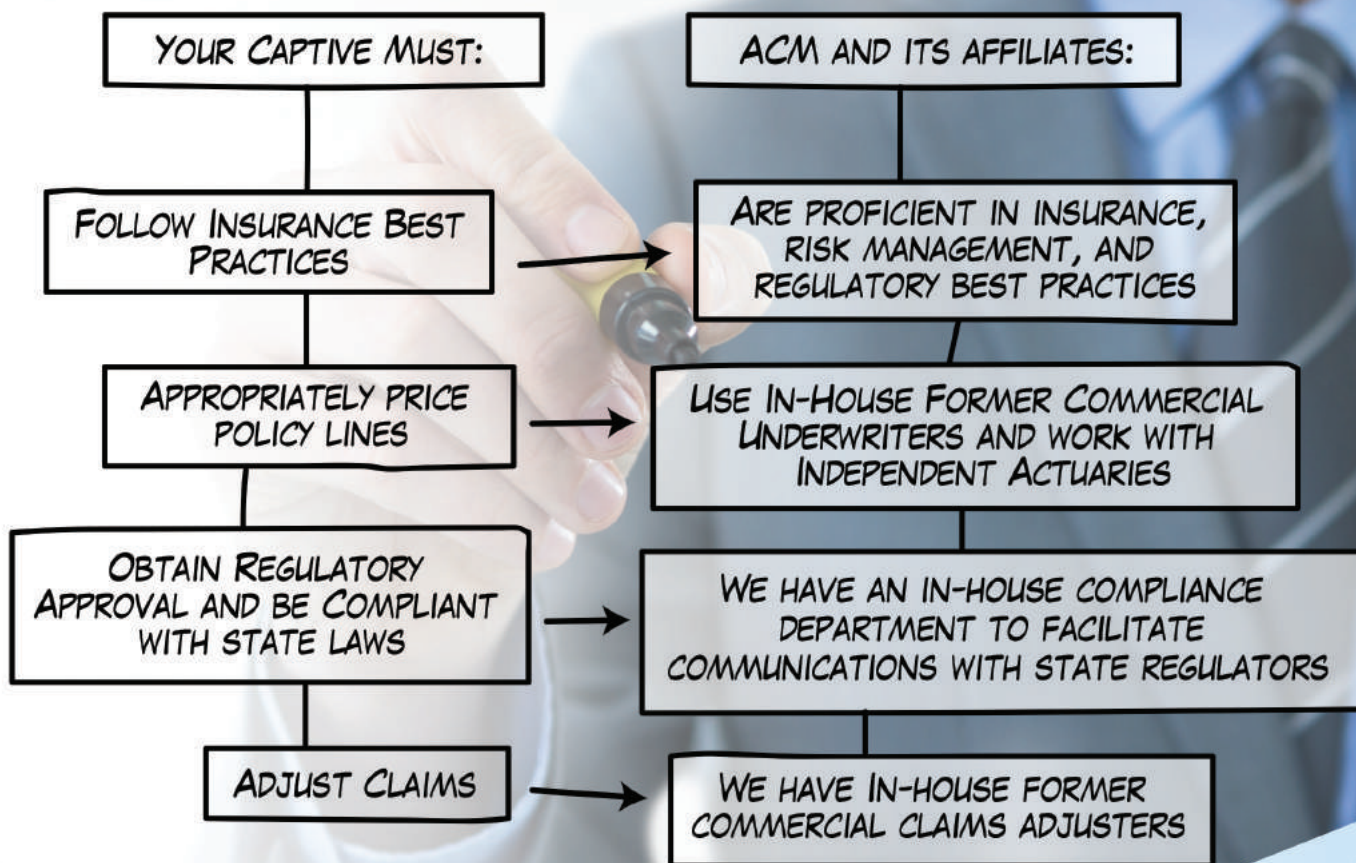 YOUR CAPTIVE MUST:
ACM AND ITS AFFILIATES:
FOLLOW INSURANCE BEST
PRACTICES
ARE PROFICIENT IN INSURANCE,
RISK MANAGEMENT, AND
REGULATORY BEST PRACTICES
APPROPRIATELY PRICE
POLICY LINES
USE IN-HOUSE FORMER COMMERCIAL
UNDERWRITERS AND WORK WITH
INDEPENDENT ACTUARIES
OBTAIN REGULATORY
APPROVAL AND BE COMPLIANT
WITH STATE LAWS
WE HAVE AN IN-HOUSE COMPLIANCE
DEPARTMENT TO FACILITATE
COMMUNICATIONS WITH STATE REGULATORS
ADJUST CLAIMS
WE HAVE IN-HOUSE FORMER
COMMERCIAL CLAIMS ADJUSTERS